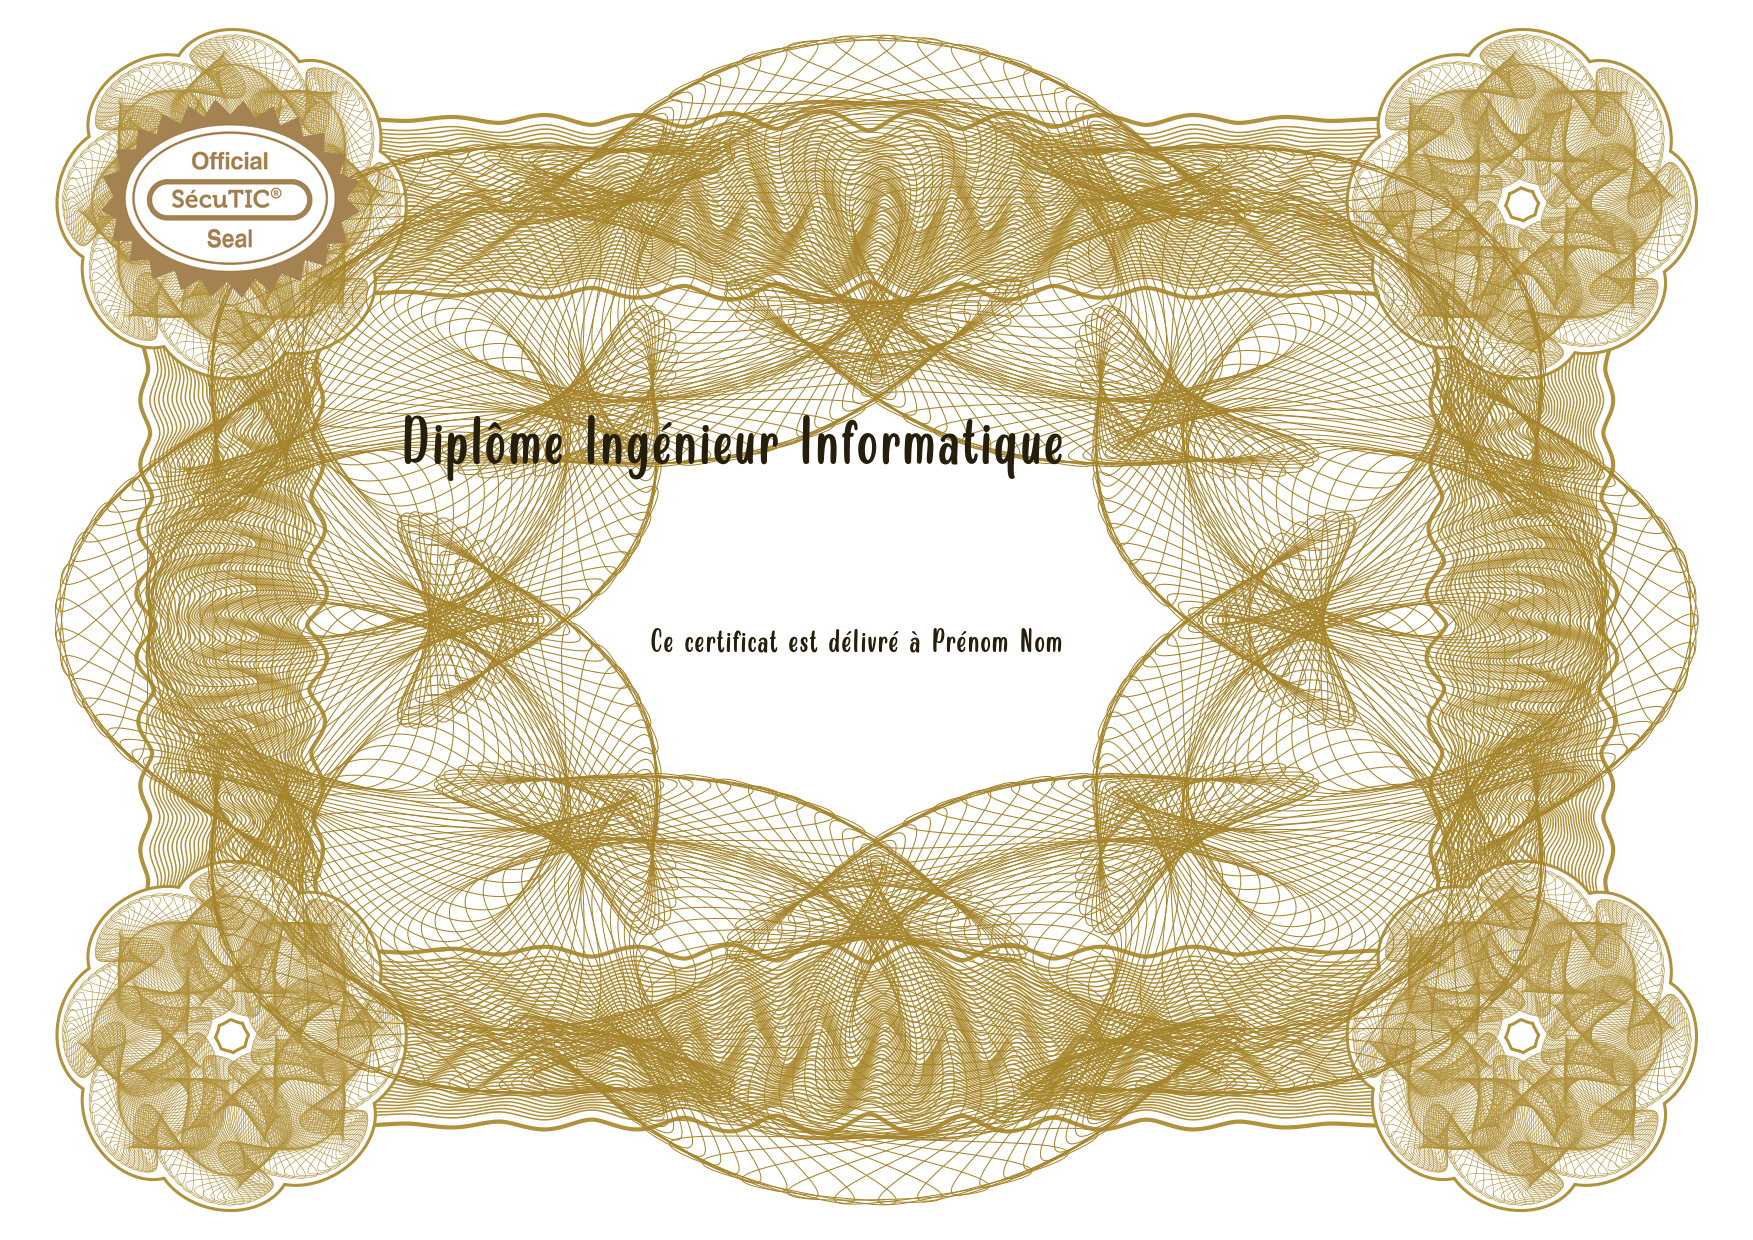 Official
SécuTIC®
Seal
Diplôme Ingénieur Informatique
Ce certificat est délivré à Prénom Nom